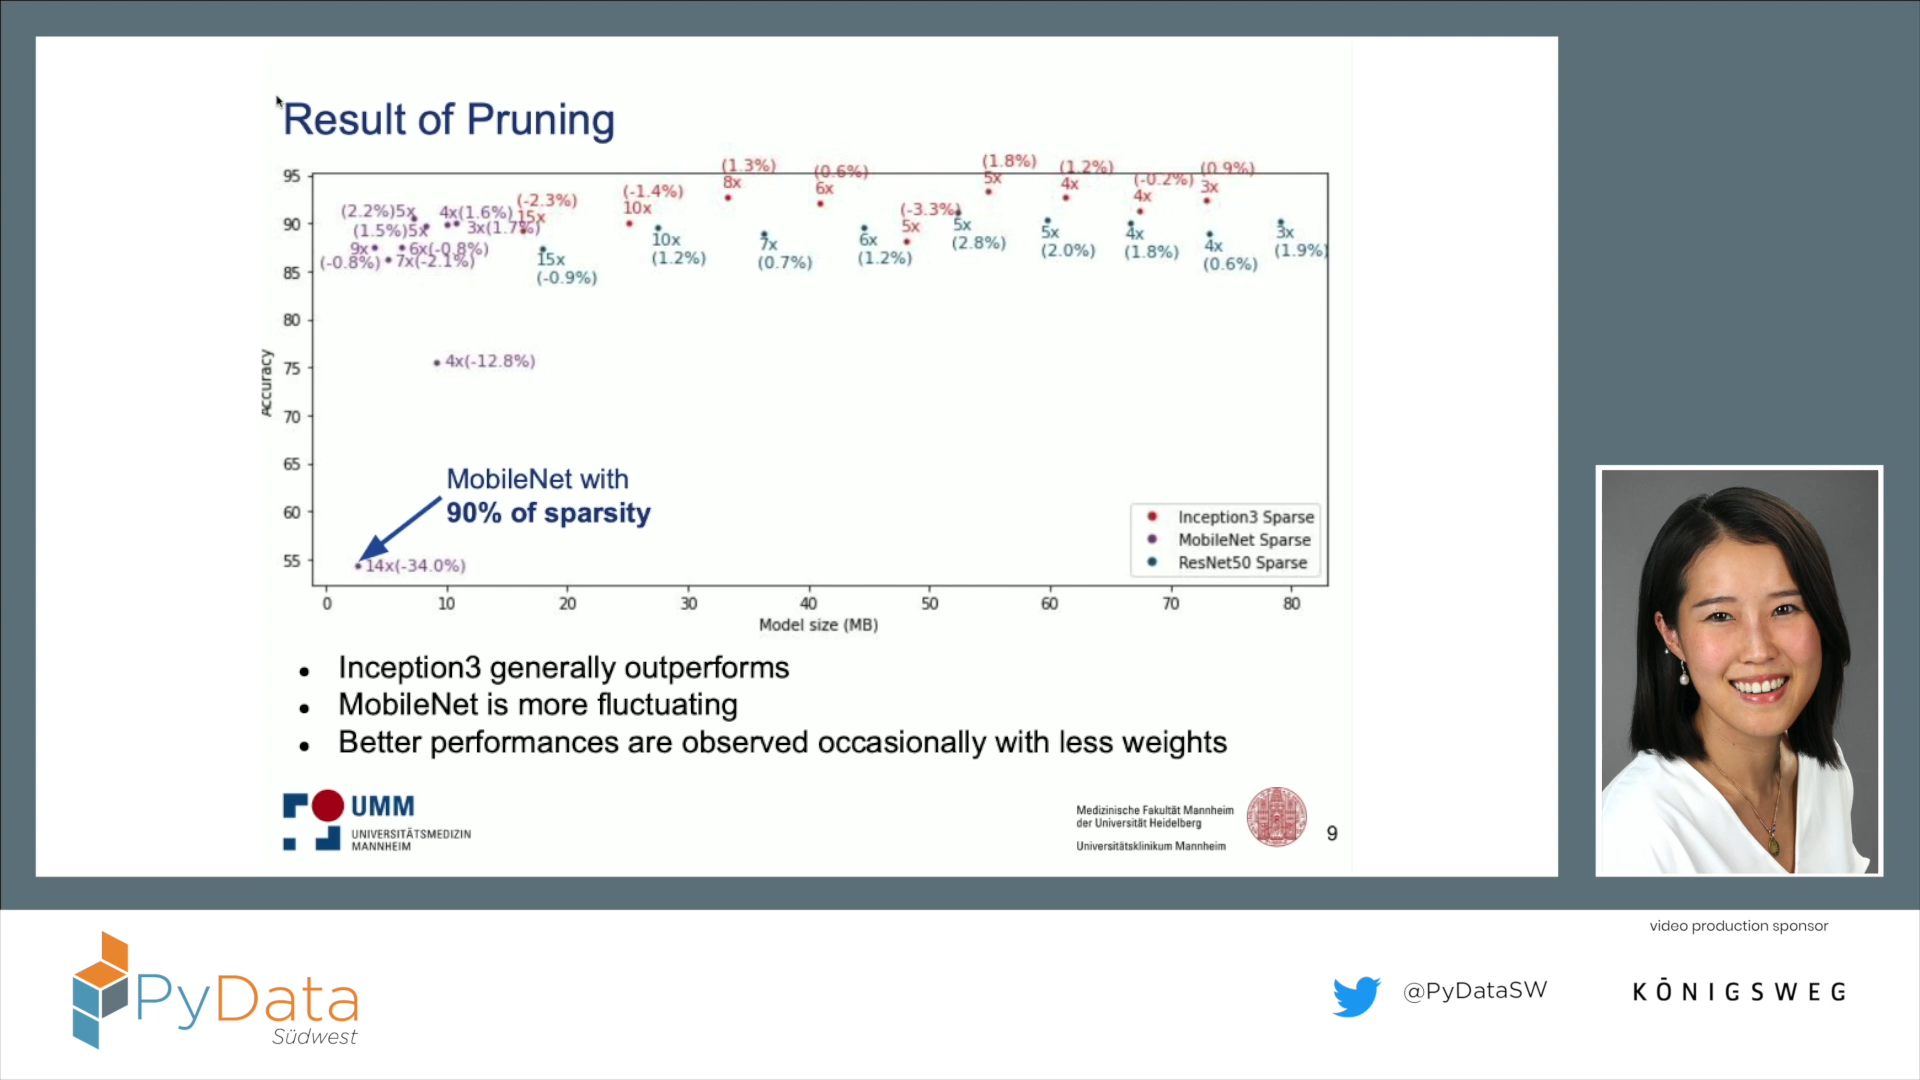 Result of Pruning
(1.3%)
8x
(0.6%)
6x
(1.8%)
5x
(1.2%)
4x
(-0.2%)
4x
(0.9%)
3x
(-2.3%)
15x
(-1.4%)
10x
(-3.3%)
5x
(2.2%)5x
4x(1.6%)
(1.5%)5x
3x(1.7%)
9x
(-0.8%)
6x(-0.8%)
7x(-2.1%)
15x
(-0.9%)
10x
(1.2%)
7x
(0.7%)
6x
(1.2%)
5x
(2.8%)
5x
(2.0%)
4x
(1.8%)
4x
(0.6%)
3x
(1.9%)
4x(-12.8%)
14x(-34.0%)
95
90
85
80
75
70
65
60
55
Accuracy
MobileNet with
90% of sparsity
Inception3 Sparse
MobileNet Sparse
ResNet50 Sparse
0 10 20 30 40 50 60 70 80
Model size (MB)
• Inception3 generally outperforms
• MobileNet is more fluctuating
• Better performances are observed occasionally with less weights
UMM
UNIVERSITÄTSMEDIZIN
MANNHEIM
Medizinische Fakultät Mannheim
der Universität Heidelberg
Universitätsklinikum Mannheim
9
PyData
Südwest
@PyDataSW
video production sponsor
KÖNIGSWEG